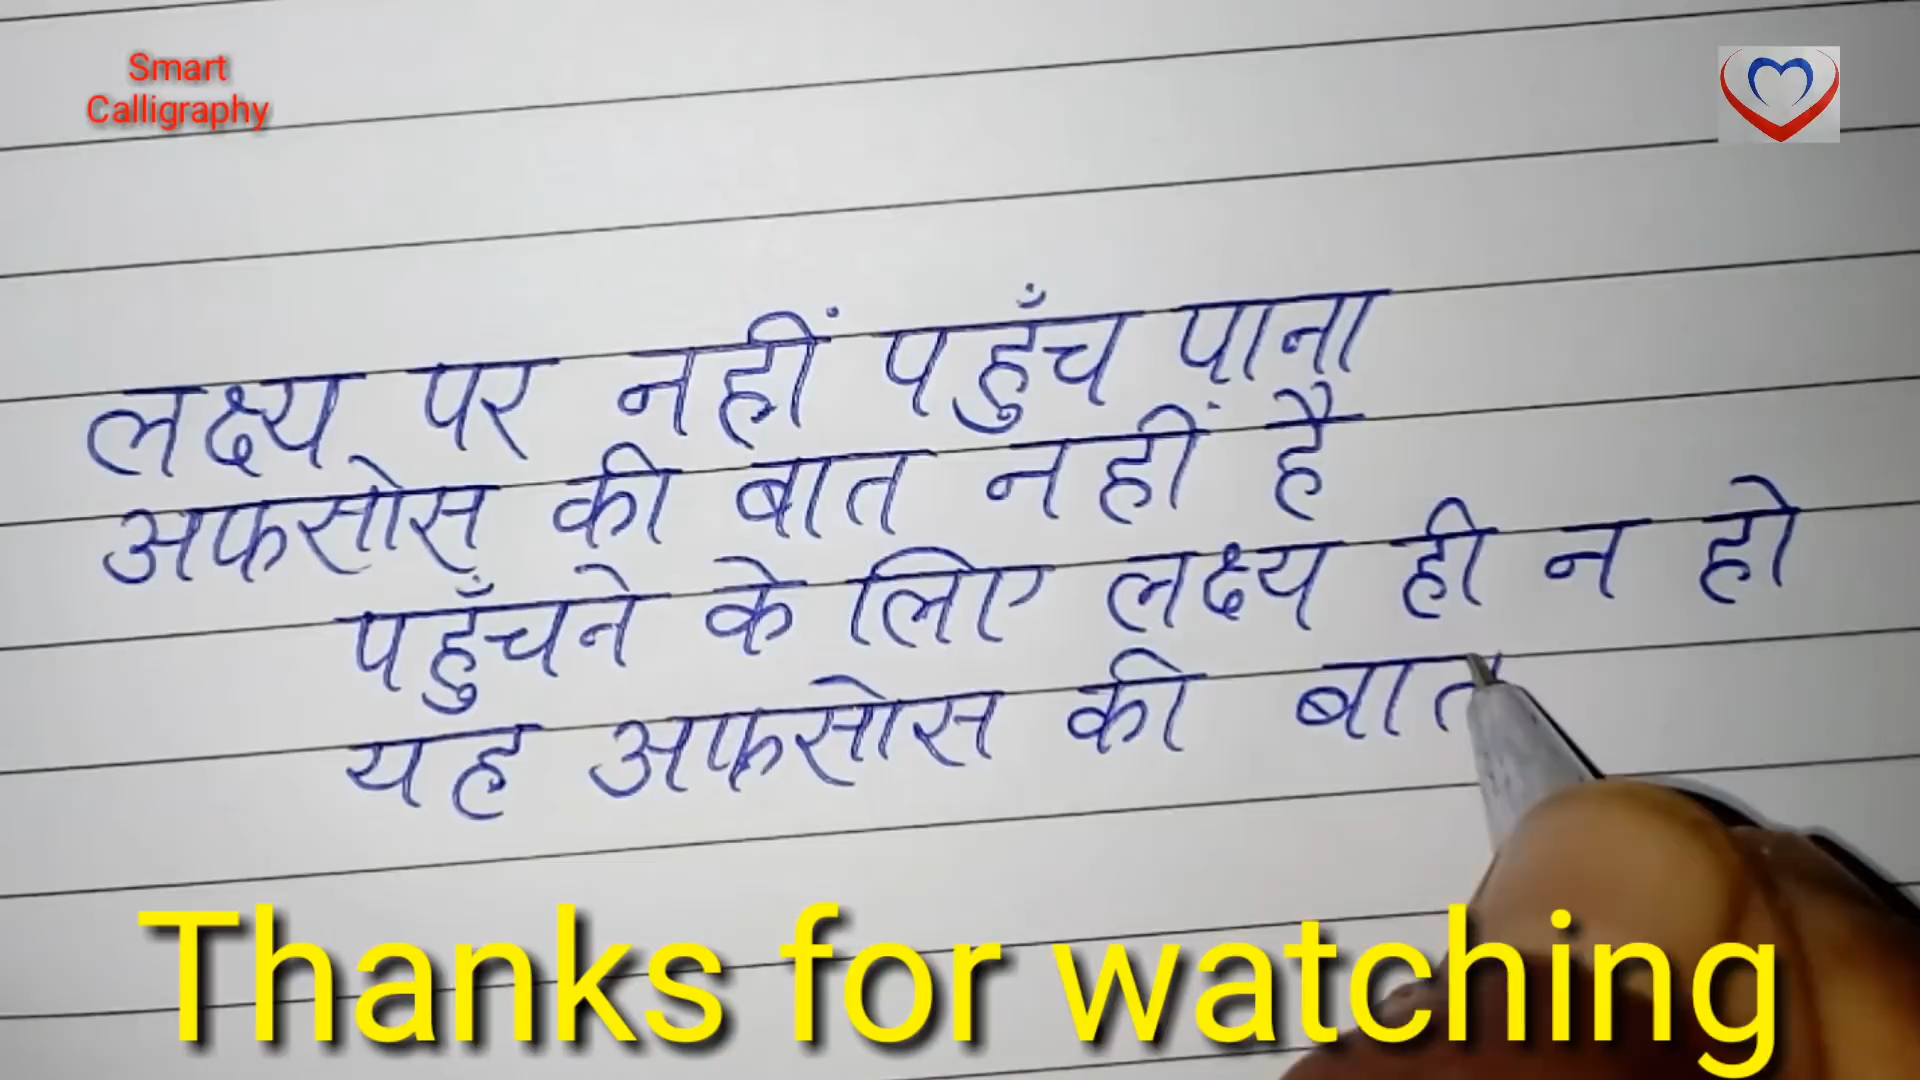 Smart
Calligraphy
लक्ष्य पर नहीं पहुँच पाना
अफसोस की बात नहीं है
पहुँचने के लिए लक्ष्य ही न हो
यह अफसोस की बात
Thanks for watching